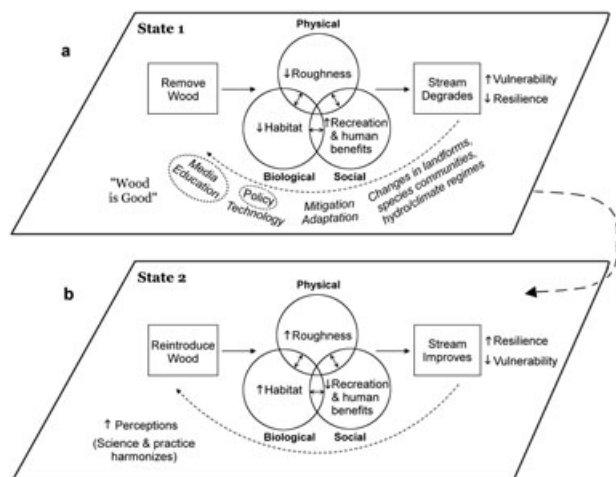 a
State 1
Physical
Remove
Wood
↓Roughness
↓Habitat
↑Recreation
& human
benefits
Biological
Social
Stream
Degrades
↑Vulnerability
↓Resilience
"Wood
is Good"
Media
Education
Policy
Technology
Mitigation
Adaptation
Changes in landforms,
species communities,
hydro/climate regimes
b
State 2
Physical
Reintroduce
Wood
↑Roughness
↑Habitat
↓Recreation
& human
benefits
Biological
Social
Stream
Improves
↑Resilience
↓Vulnerability
↑ Perceptions
(Science & practice
harmonizes)